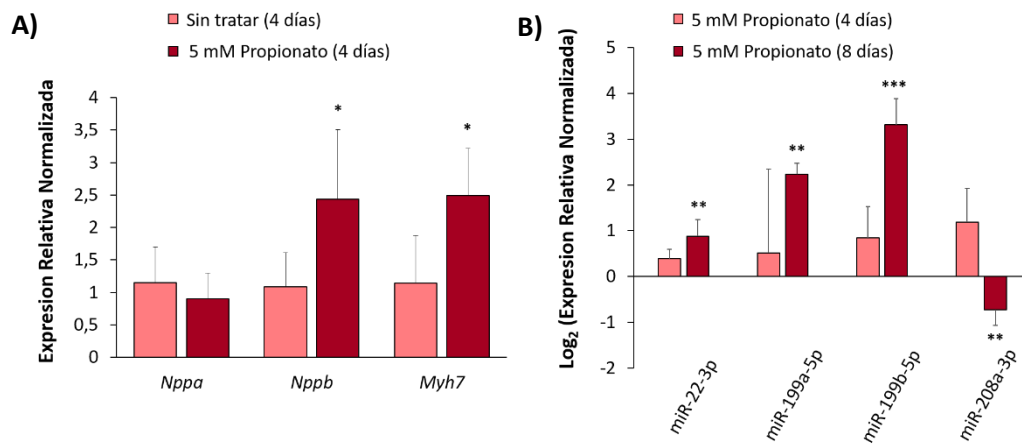 A)
Sin tratar (4 días)
5 mM Propionato (4 días)
Expresion Relativa Normalizada
4
3,5
3
2,5
2
1,5
1
0,5
0
*
*
Nppa
Nppb
Myh7
B)
5 mM Propionato (4 días)
5 mM Propionato (8 días)
Log₂ (Expresion Relativa Normalizada)
5
4
3
2
1
0
-1
-2
**
**
***
**
miR-22-3p
miR-199a-5p
miR-199b-5p
miR-208a-3p